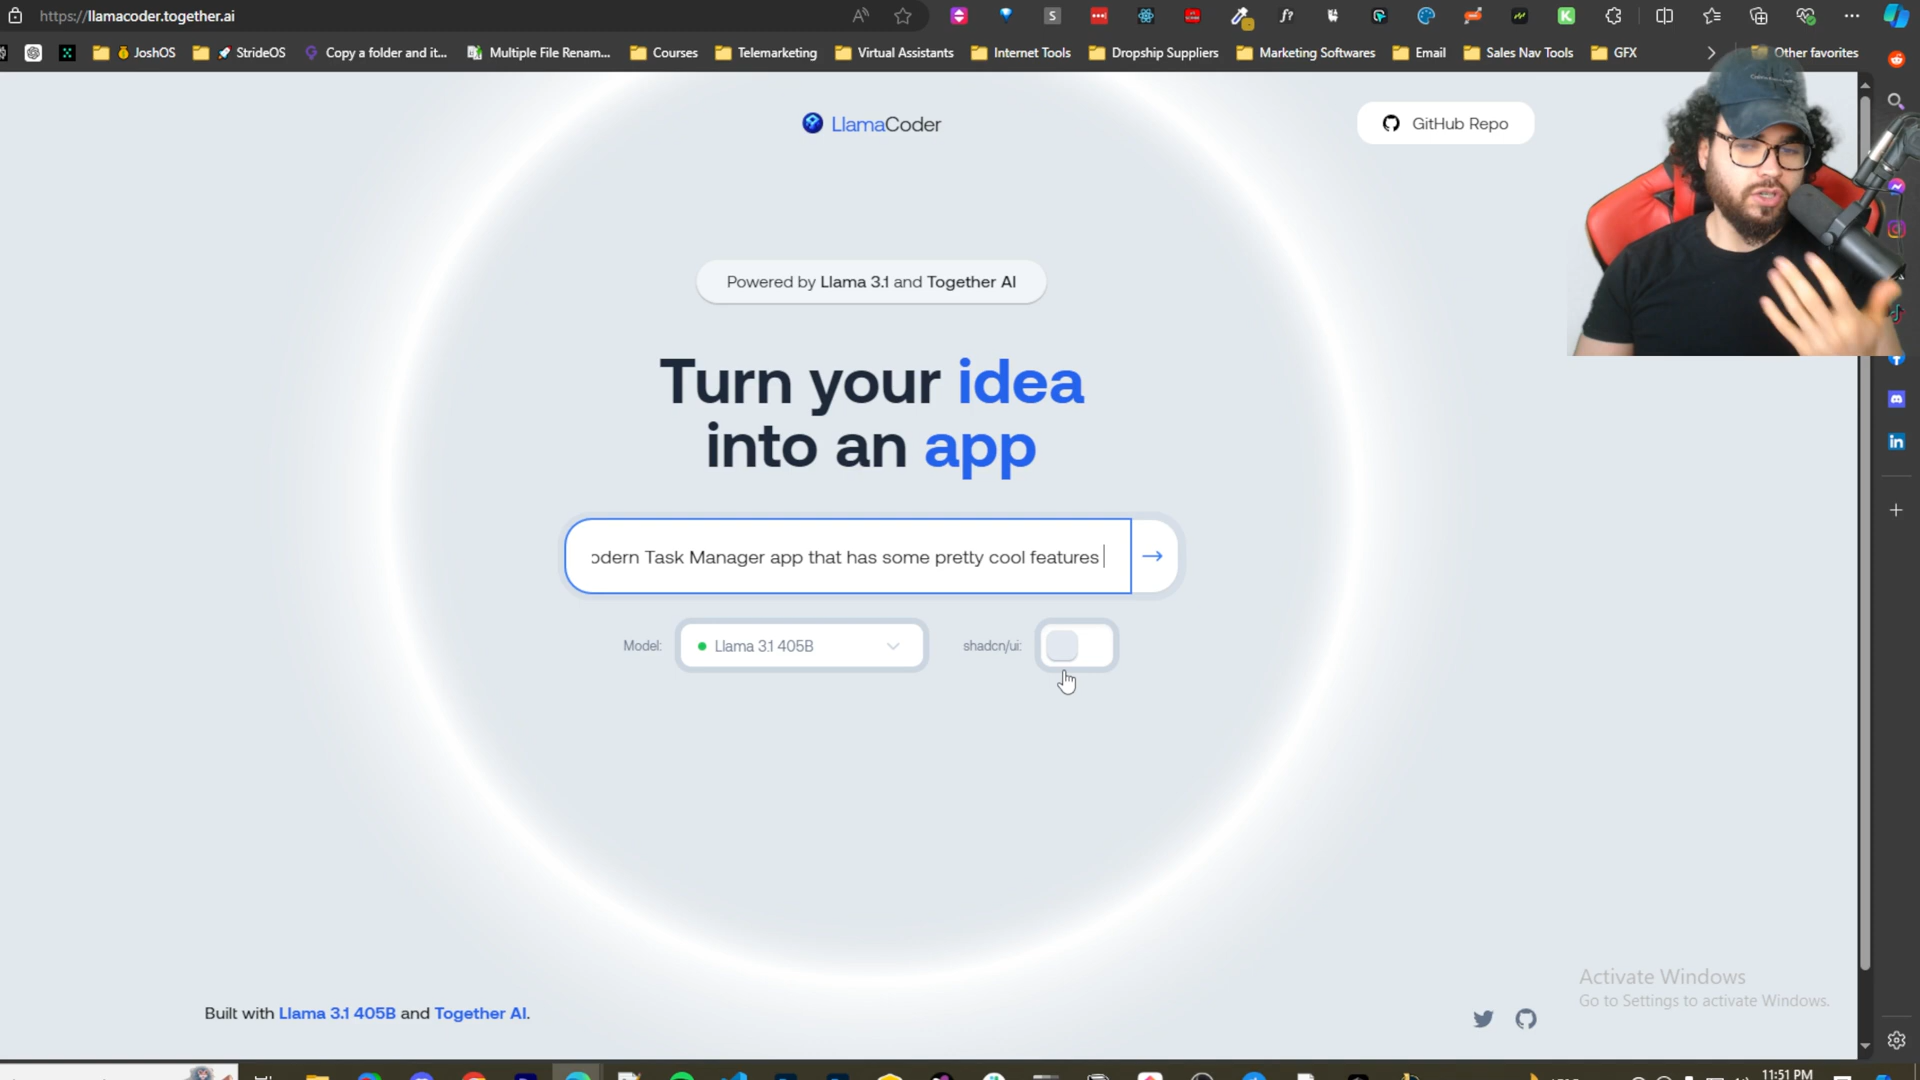 https://llamacoder.together.ai
JoshOS
StrideOS
Copy a folder and it...
Multiple File Renam...
Courses
Telemarketing
Virtual Assistants
Internet Tools
Dropship Suppliers
Marketing Softwares
Email
Sales Nav Tools
GFX
Other favorites
LlamaCoder
GitHub Repo
Powered by Llama 3.1 and Together AI
Turn your idea
into an app
odern Task Manager app that has some pretty cool features
Model:
Llama 3.1 405B
shadcn/ui:
Activate Windows
Go to Settings to activate Windows.
Built with Llama 3.1 405B and Together AI.
11:51 PM